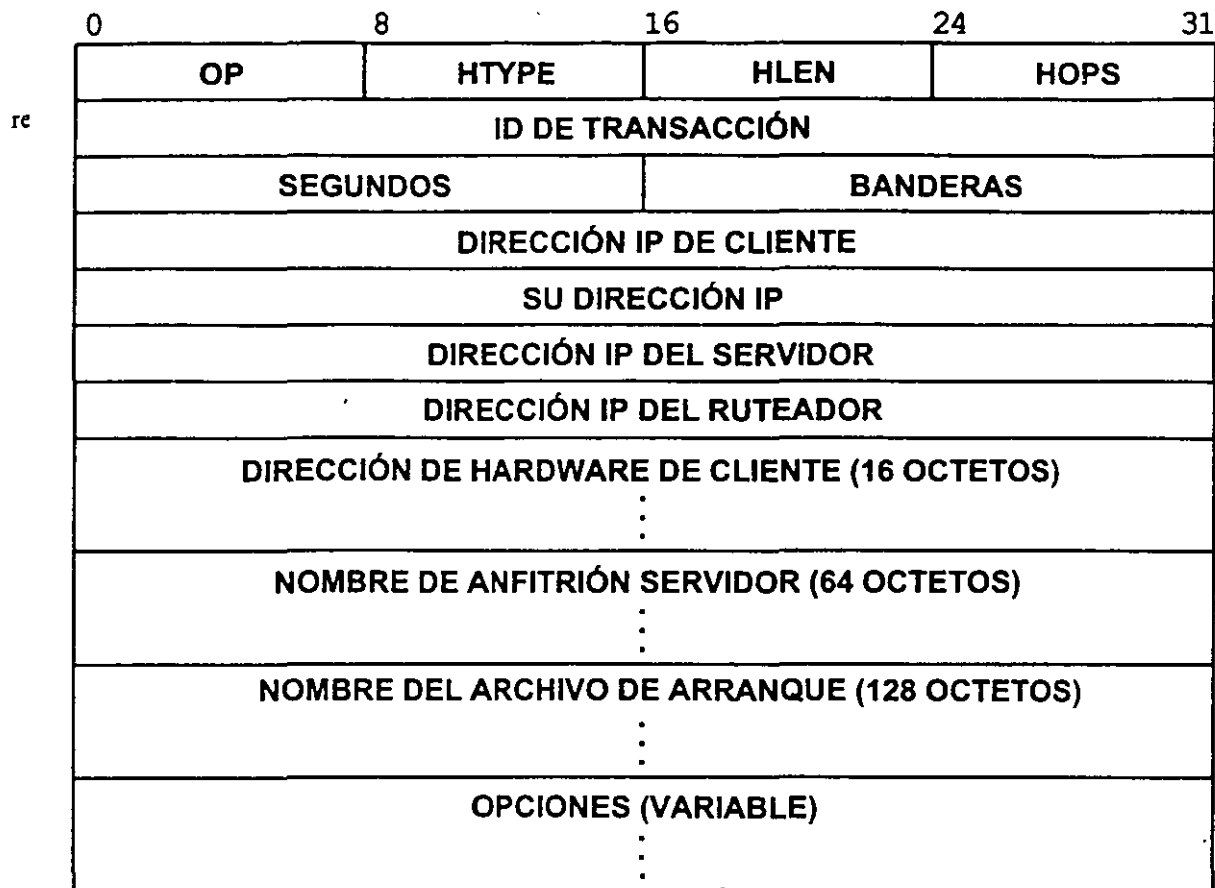 0 8 16 24 31
OP HTYPE HLEN HOPS
re
ID DE TRANSACCIÓN
SEGUNDOS BANDERAS
DIRECCIÓN IP DE CLIENTE
SU DIRECCIÓN IP
DIRECCIÓN IP DEL SERVIDOR
DIRECCIÓN IP DEL RUTEADOR
DIRECCIÓN DE HARDWARE DE CLIENTE (16 OCTETOS)
NOMBRE DE ANFITRIÓN SERVIDOR (64 OCTETOS)
NOMBRE DEL ARCHIVO DE ARRANQUE (128 OCTETOS)
OPCIONES (VARIABLE)